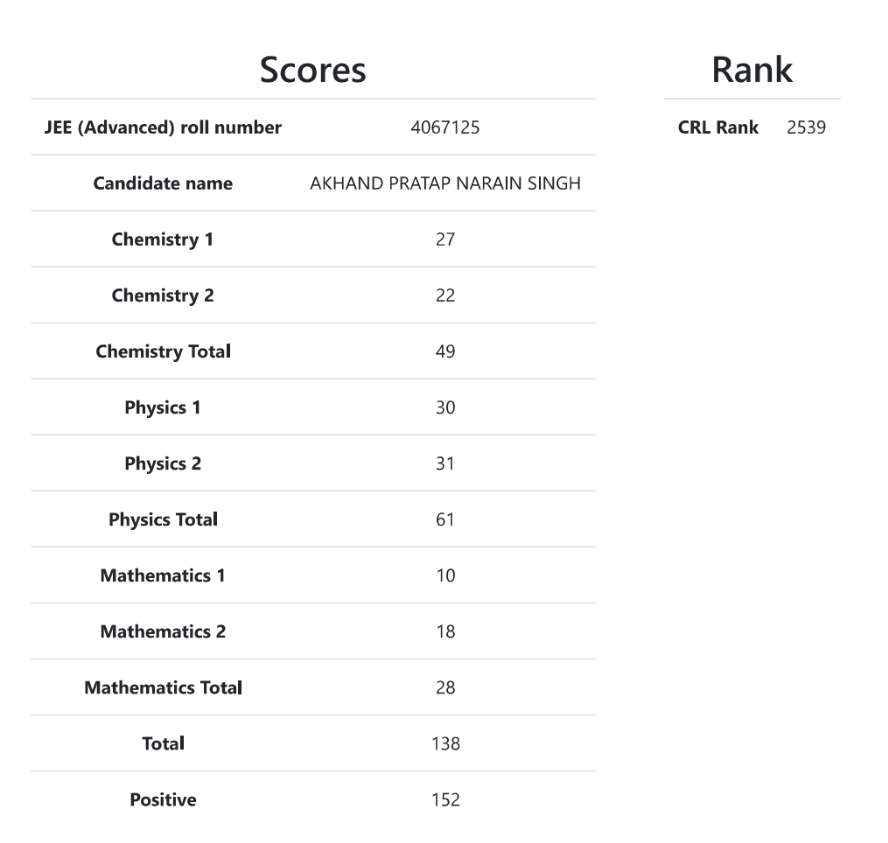 Scores
JEE (Advanced) roll number 4067125
Candidate name AKHAND PRATAP NARAIN SINGH
Chemistry 1 27
Chemistry 2 22
Chemistry Total 49
Physics 1 30
Physics 2 31
Physics Total 61
Mathematics 1 10
Mathematics 2 18
Mathematics Total 28
Total 138
Positive 152
Rank
CRL Rank 2539